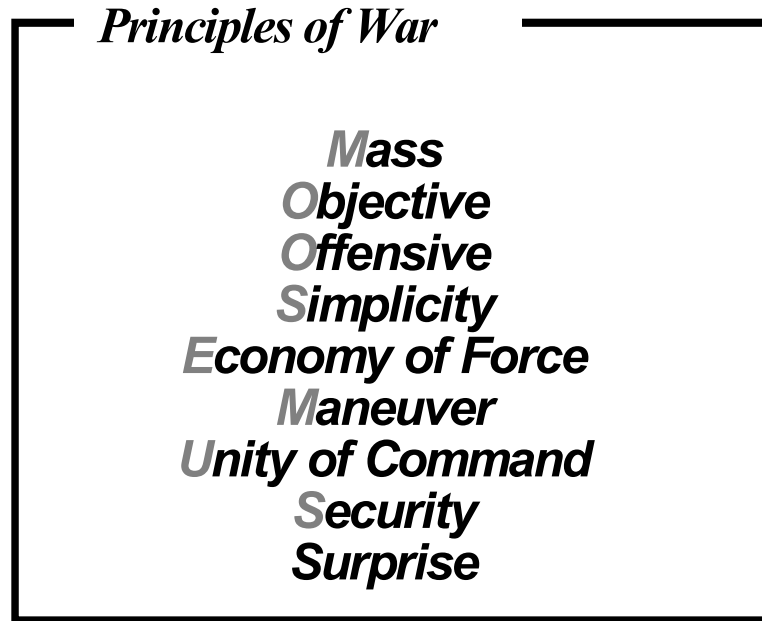 Principles of War
Mass
Objective
Offensive
Simplicity
Economy of Force
Maneuver
Unity of Command
Security
Surprise